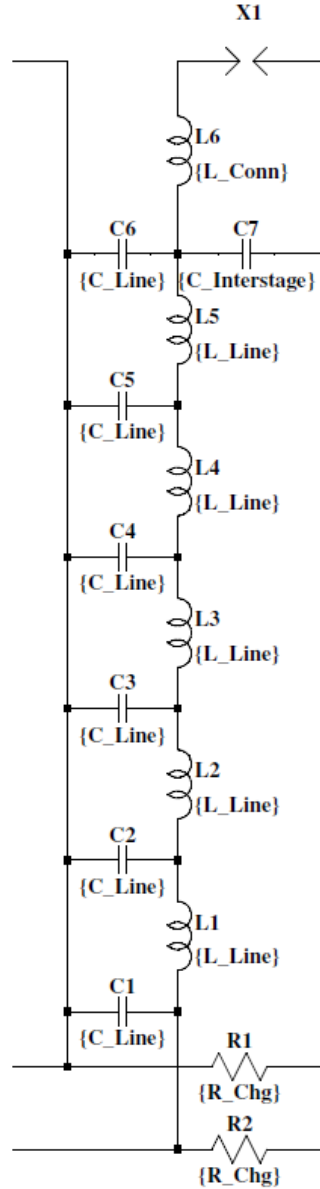 X1
L6
{L_Conn}
C6
C7
{C_Line}
{C_Interstage}
L5
{L_Line}
C5
{C_Line}
L4
{L_Line}
C4
{C_Line}
L3
{L_Line}
C3
{C_Line}
L2
{L_Line}
C2
{C_Line}
L1
{L_Line}
C1
{C_Line}
R1
{R_Chg}
R2
{R_Chg}